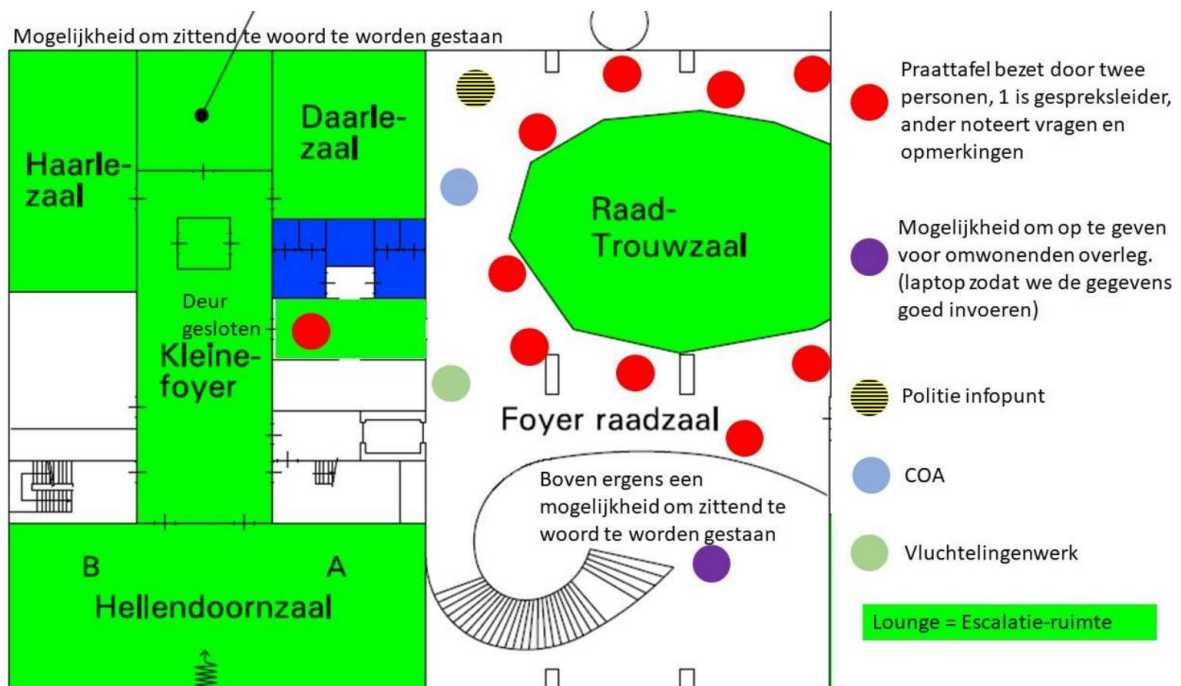 Mogelijkheid om zittend te woord te worden gestaan
Haarle-
zaal
Daarle-
zaal
Deur
gesloten
Kleine-
foyer
B
A
Hellendoornzaal
Raad-
Trouwzaal
Foyer raadzaal
Boven ergens een
mogelijkheid om zittend te
woord te worden gestaan
Praattafel bezet door twee
personen, 1 is gespreksleider,
ander noteert vragen en
opmerkingen
Mogelijkheid om op te geven
voor omwonenden overleg.
(laptop zodat we de gegevens
goed invoeren)
Politie infopunt
COA
Vluchtelingenwerk
Lounge = Escalatie-ruimte